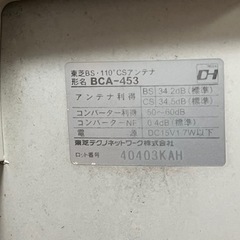 東芝BS・110°CSアンテナ
形名 BCA-453
アンテナ利得 BS 34.2dB (標準)
CS 34.5dB (標準)
コンバーター利得 50〜60dB
コンバーターNF 0.4dB (標準)
電源 DC15V1.7W以下
東芝テクノネットワーク株式会社
ロット番号 40403KAH